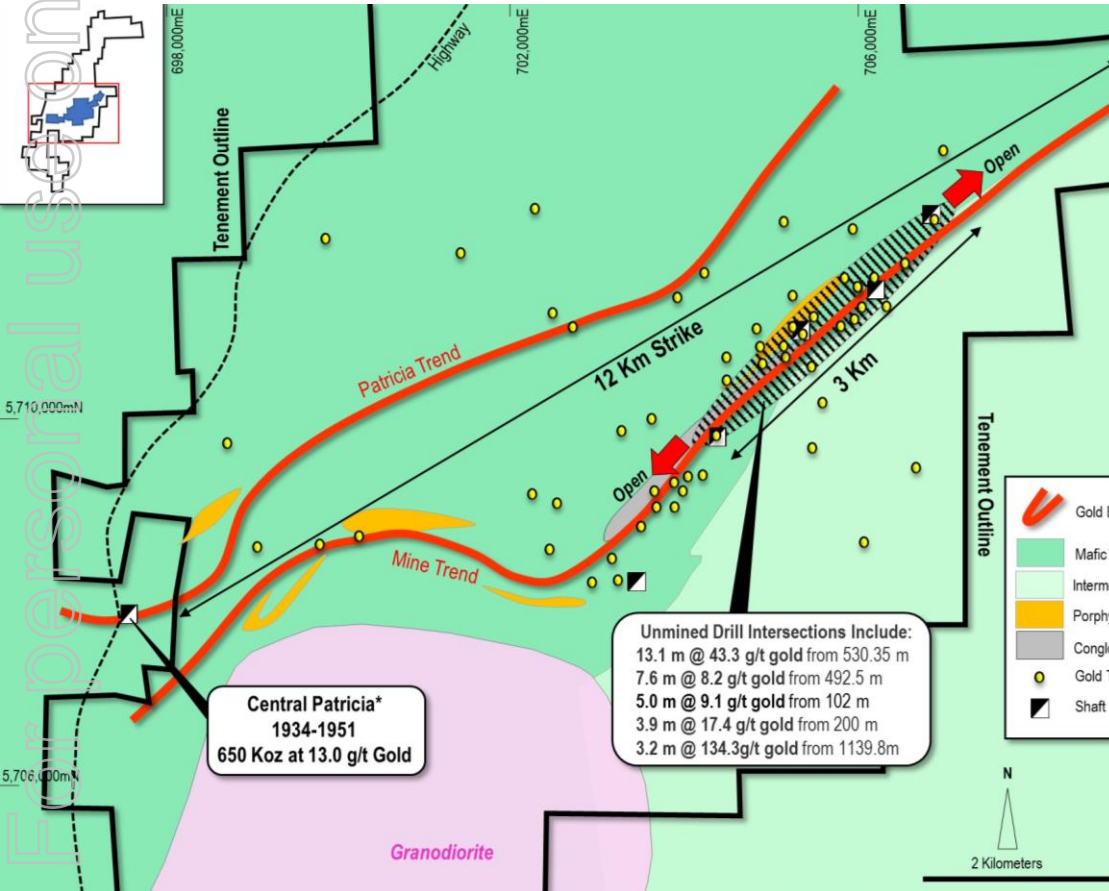 For personal use on
698,000mE
702,000mE
706,000mE
Highway
Tenement Outline
Open
Patricia Trend
12 Km Strike
3 Km
5,710,000mN
Open
Tenement Outline
Mine Trend
Gold
Mafic
Interm
Porphy
Congl
Gold T
Shaft
Unmined Drill Intersections Include:
13.1 m @ 43.3 g/t gold from 530.35 m
7.6 m @ 8.2 g/t gold from 492.5 m
5.0 m @ 9.1 g/t gold from 102 m
3.9 m @ 17.4 g/t gold from 200 m
3.2 m @ 134.3g/t gold from 1139.8m
Central Patricia*
1934-1951
650 Koz at 13.0 g/t Gold
5,706,000mN
Granodiorite
N
2 Kilometers